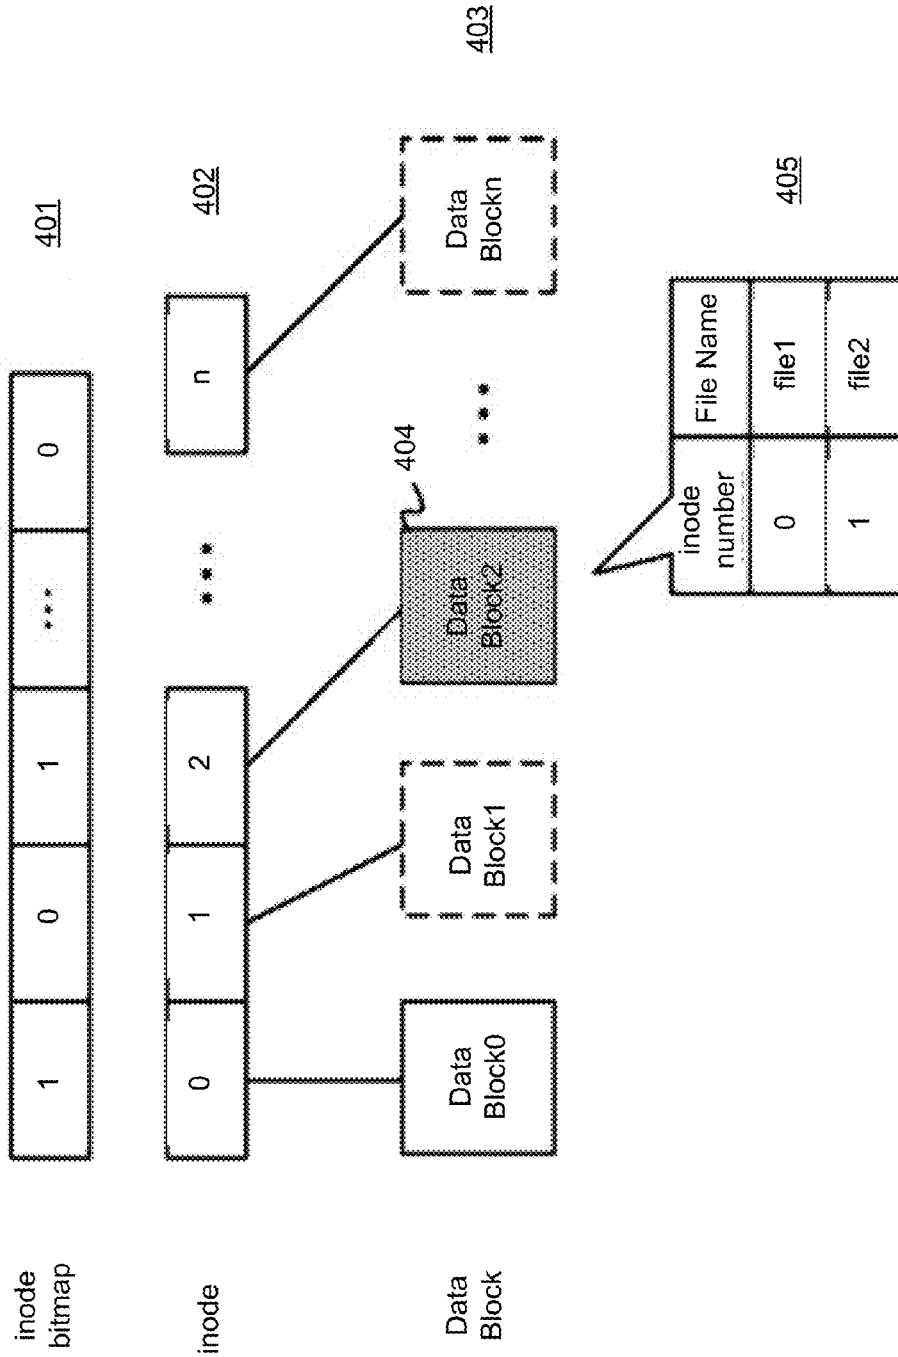 inode
bitmap
1
0
1
...
0
401
inode
0
1
2
...
n
402
Data
Block
Data
Block0
Data
Block1
Data
Block2
404
...
Data
Blockn
403
inode
number
File Name
0
file1
1
file2
405